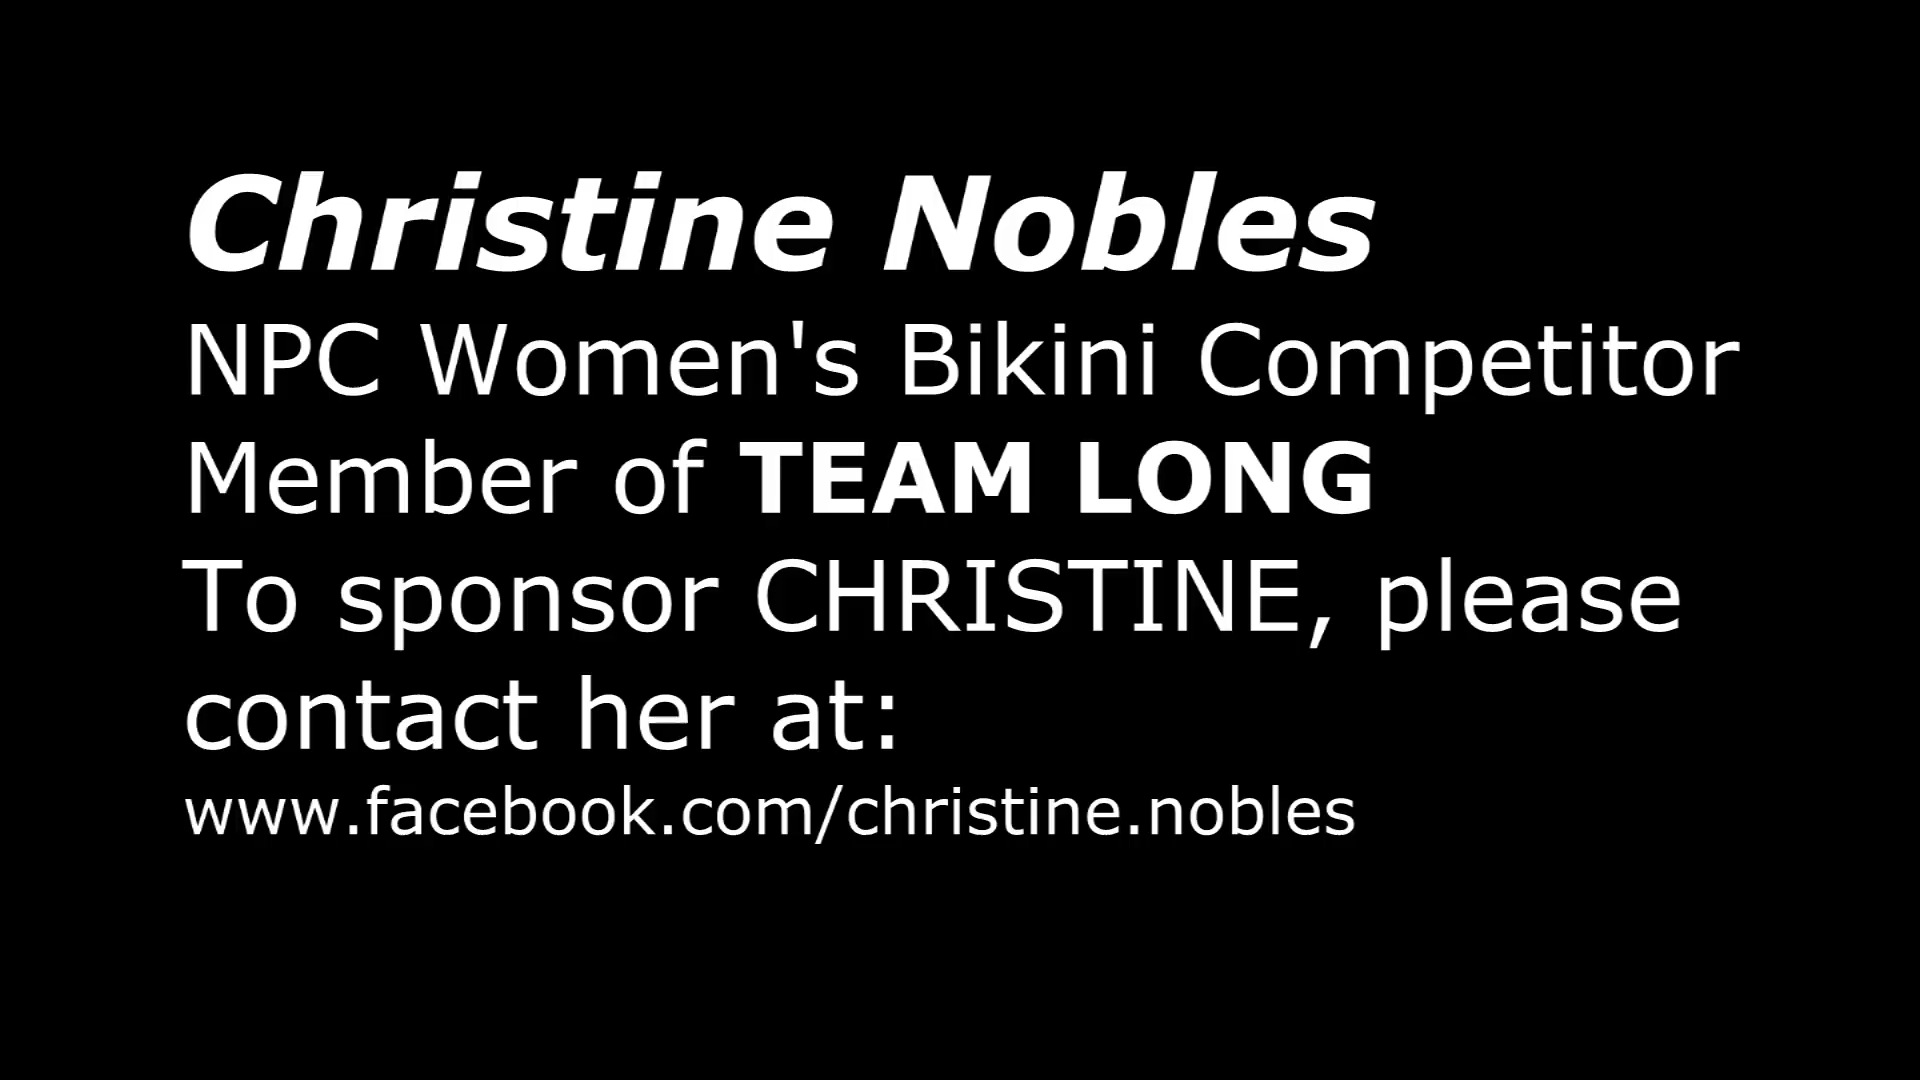 Christine Nobles
NPC Women's Bikini Competitor
Member of TEAM LONG
To sponsor CHRISTINE, please
contact her at:
www.facebook.com/christine.nobles